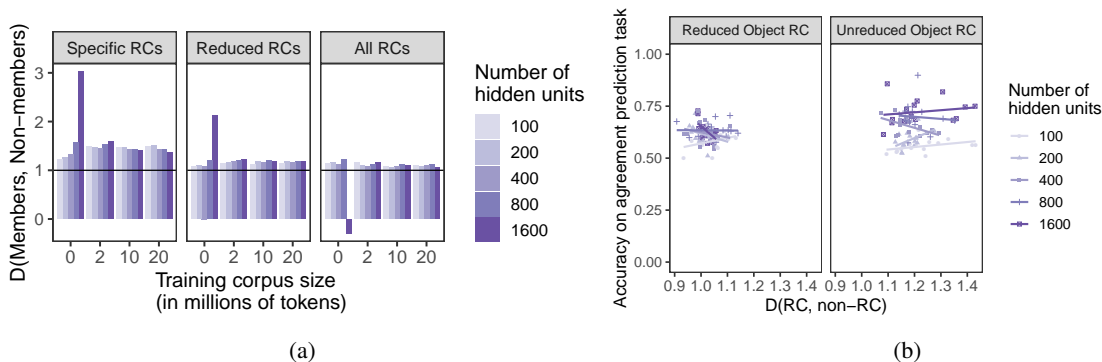 Specific RCs
Reduced RCs
All RCs
D(Members, Non−members)
3
2
1
0
0 2 10 20
0 2 10 20
0 2 10 20
Training corpus size
(in millions of tokens)
Number of
hidden units
100
200
400
800
1600
(a)
Reduced Object RC
Unreduced Object RC
Accuracy on agreement prediction task
1.00
0.75
0.50
0.25
0.00
0.9 1.0 1.1 1.2 1.3 1.4
0.9 1.0 1.1 1.2 1.3 1.4
D(RC, non−RC)
Number of
hidden units
100
200
400
800
1600
(b)